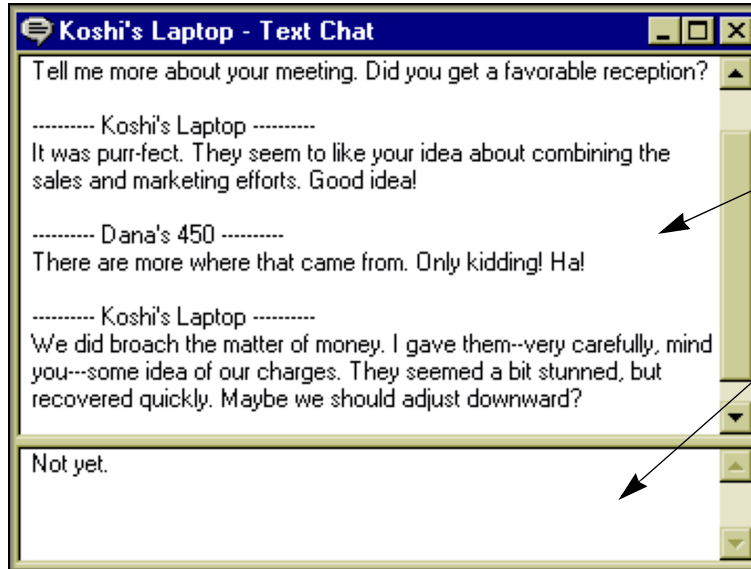 Koshi's Laptop - Text Chat
Tell me more about your meeting. Did you get a favorable reception?
---------- Koshi's Laptop ----------
It was purr-fect. They seem to like your idea about combining the
sales and marketing efforts. Good idea!
---------- Dana's 450 ----------
There are more where that came from. Only kidding! Ha!
---------- Koshi's Laptop ----------
We did broach the matter of money. I gave them--very carefully, mind
you---some idea of our charges. They seemed a bit stunned, but
recovered quickly. Maybe we should adjust downward?
Not yet.